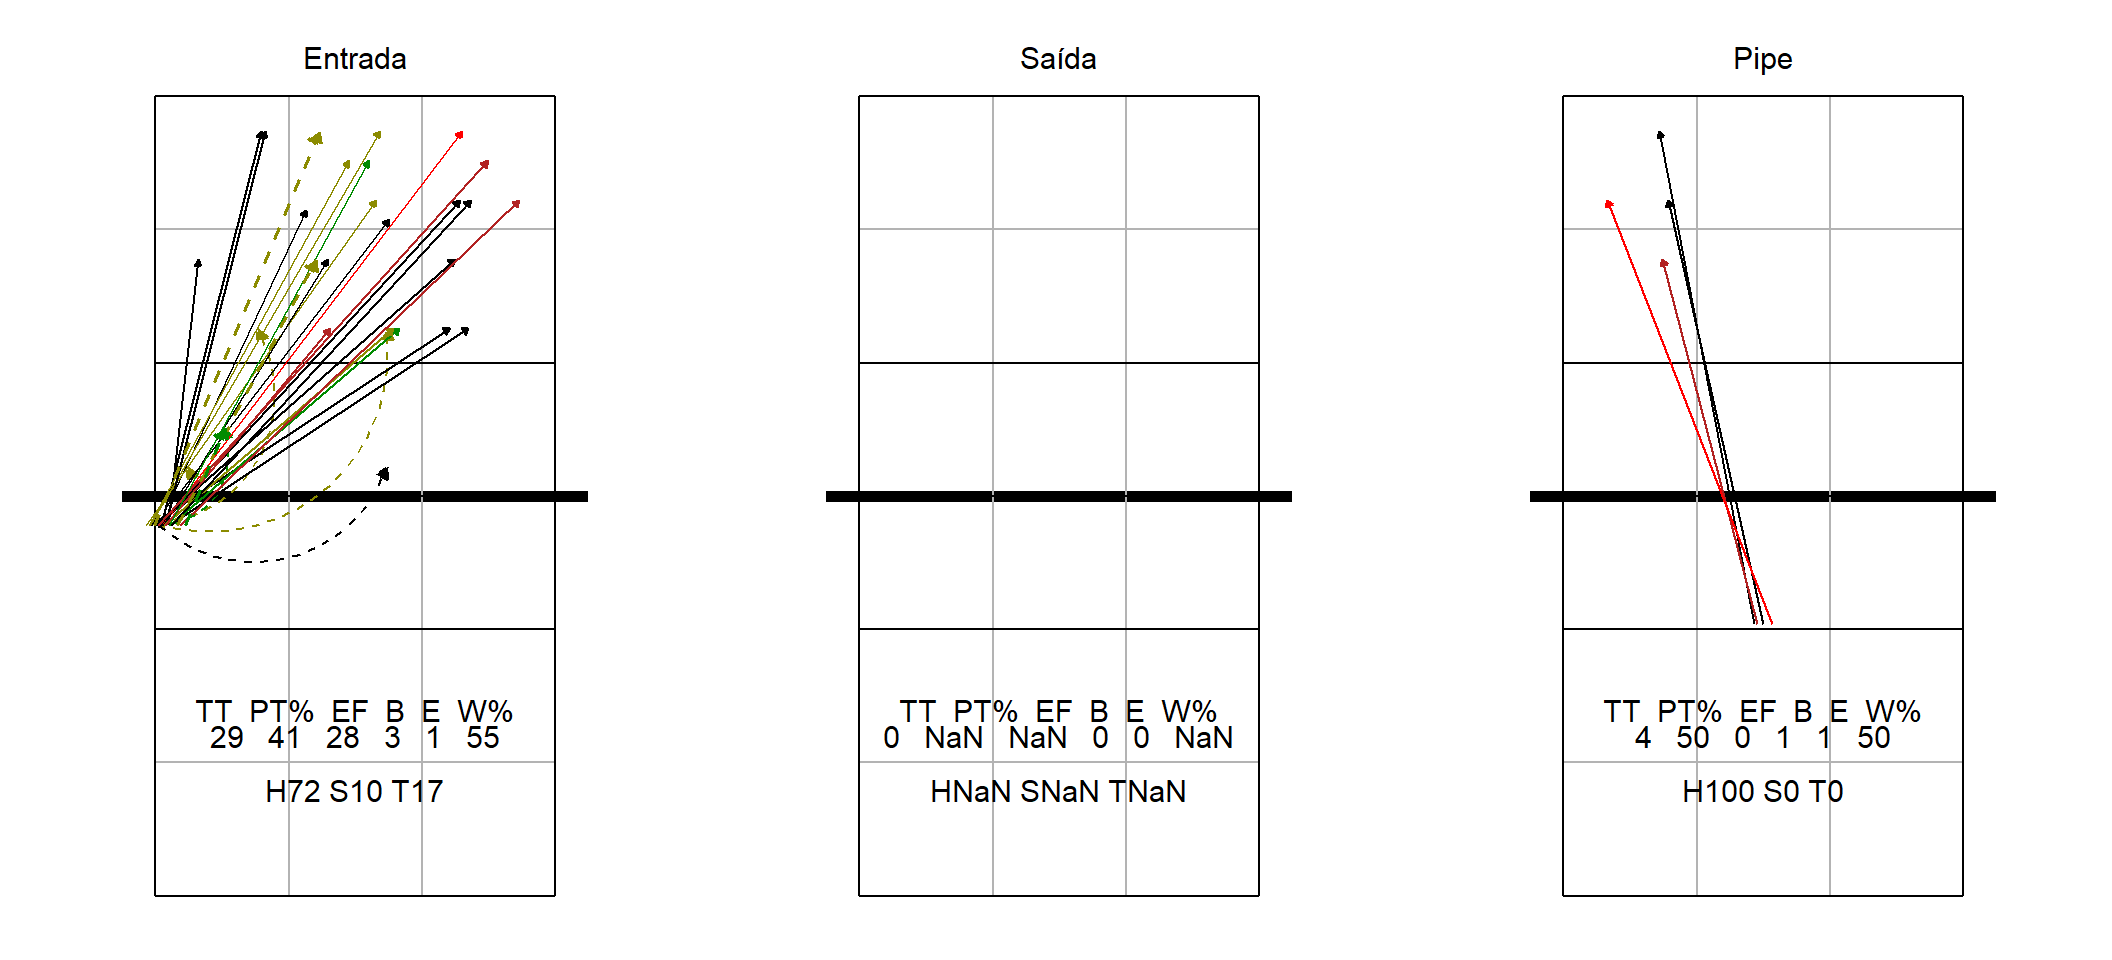 Entrada
TT PT% EF B E W%
29 41 28 3 1 55
H72 S10 T17
Saída
TT PT% EF B E W%
0 NaN NaN 0 0 NaN
HNaN SNaN TNaN
Pipe
TT PT% EF B E W%
4 50 0 1 1 50
H100 S0 T0